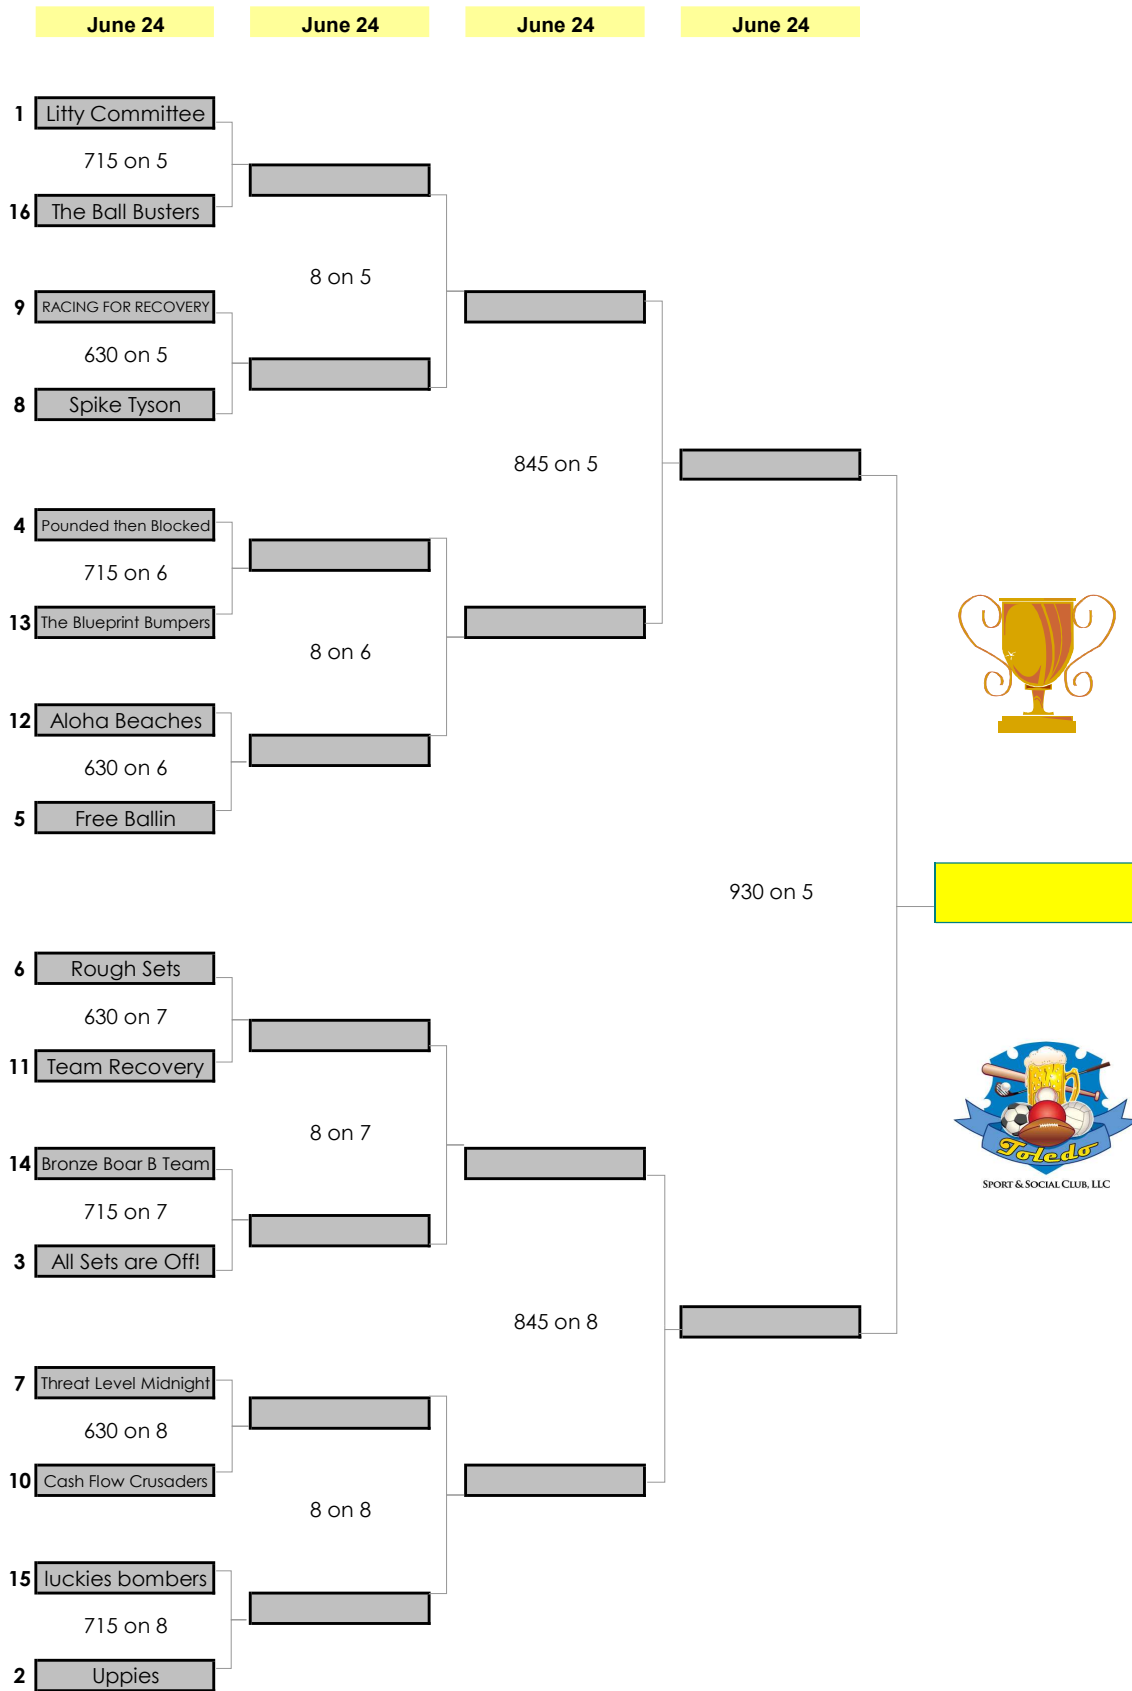 June 24 June 24 June 24 June 24
1 Litty Committee
715 on 5
16 The Ball Busters
8 on 5
9 RACING FOR RECOVERY
630 on 5
8 Spike Tyson
845 on 5
4 Pounded then Blocked
715 on 6
13 The Blueprint Bumpers
8 on 6
12 Aloha Beaches
630 on 6
5 Free Ballin
930 on 5
6 Rough Sets
630 on 7
11 Team Recovery
8 on 7
14 Bronze Boar B Team
715 on 7
3 All Sets are Off!
845 on 8
7 Threat Level Midnight
630 on 8
10 Cash Flow Crusaders
8 on 8
15 luckies bombers
715 on 8
2 Uppies
Toledo
SPORT & SOCIAL CLUB, LLC